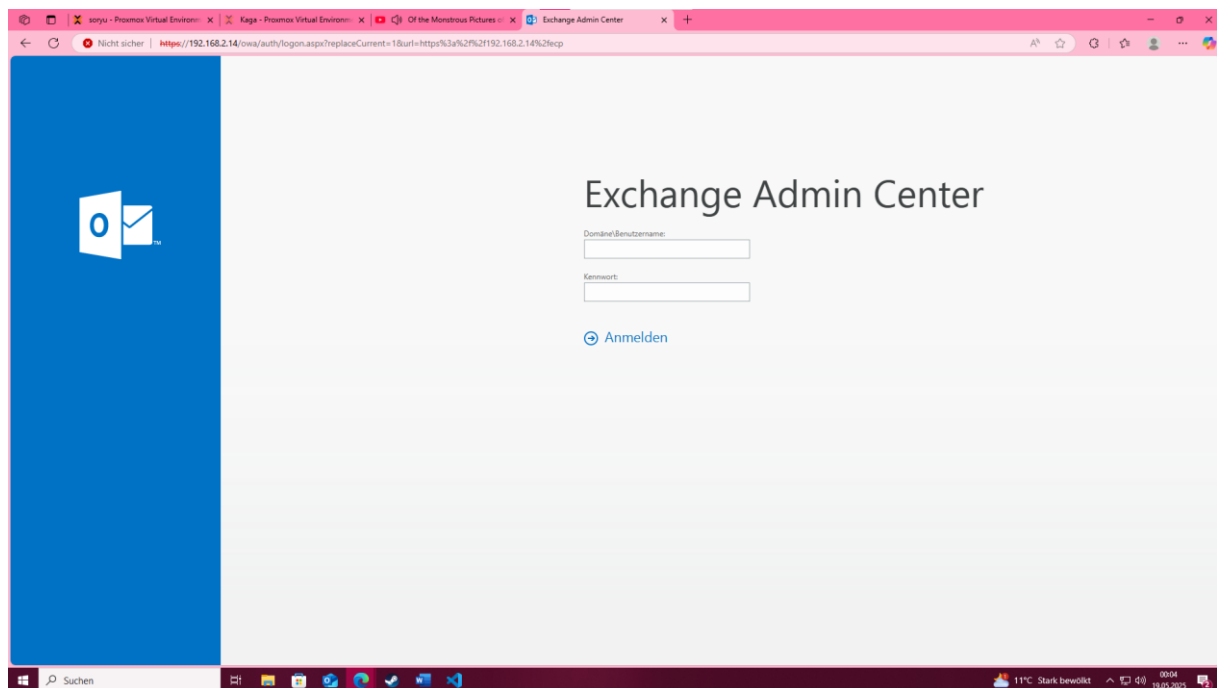 soryu - Proxmox Virtual Environm
Kaga - Proxmox Virtual Environm
Of the Monstrous Pictures of
Exchange Admin Center
Nicht sicher
https://192.168.2.14/owa/auth/logon.aspx?replaceCurrent=1&url=https%3a%2f%2f192.168.2.14%2fecp
Exchange Admin Center
Domäne\Benutzername:
Kennwort:
Anmelden
TM
Suchen
11°C Stark bewölkt
00:04
19.05.2025